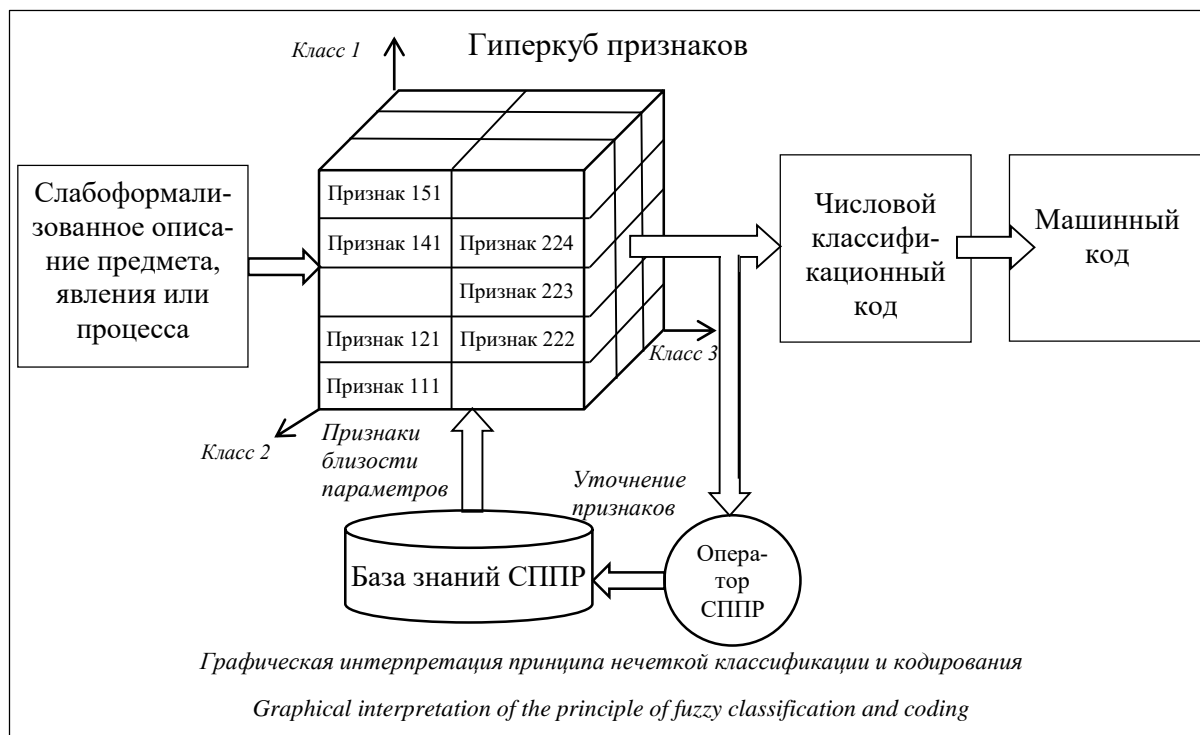 Класс 1
Гиперкуб признаков
Слабоформали-
зованное описа-
ние предмета,
явления или
процесса
Признак 151
Признак 141
Признак 224
Признак 223
Признак 121
Признак 222
Признак 111
Класс 3
Класс 2
Числовой
классифи-
кационный
код
Машинный
код
Признаки
близости
параметров
Уточнение
признаков
База знаний СППР
Опера-
тор
СППР
Графическая интерпретация принципа нечеткой классификации и кодирования
Graphical interpretation of the principle of fuzzy classification and coding